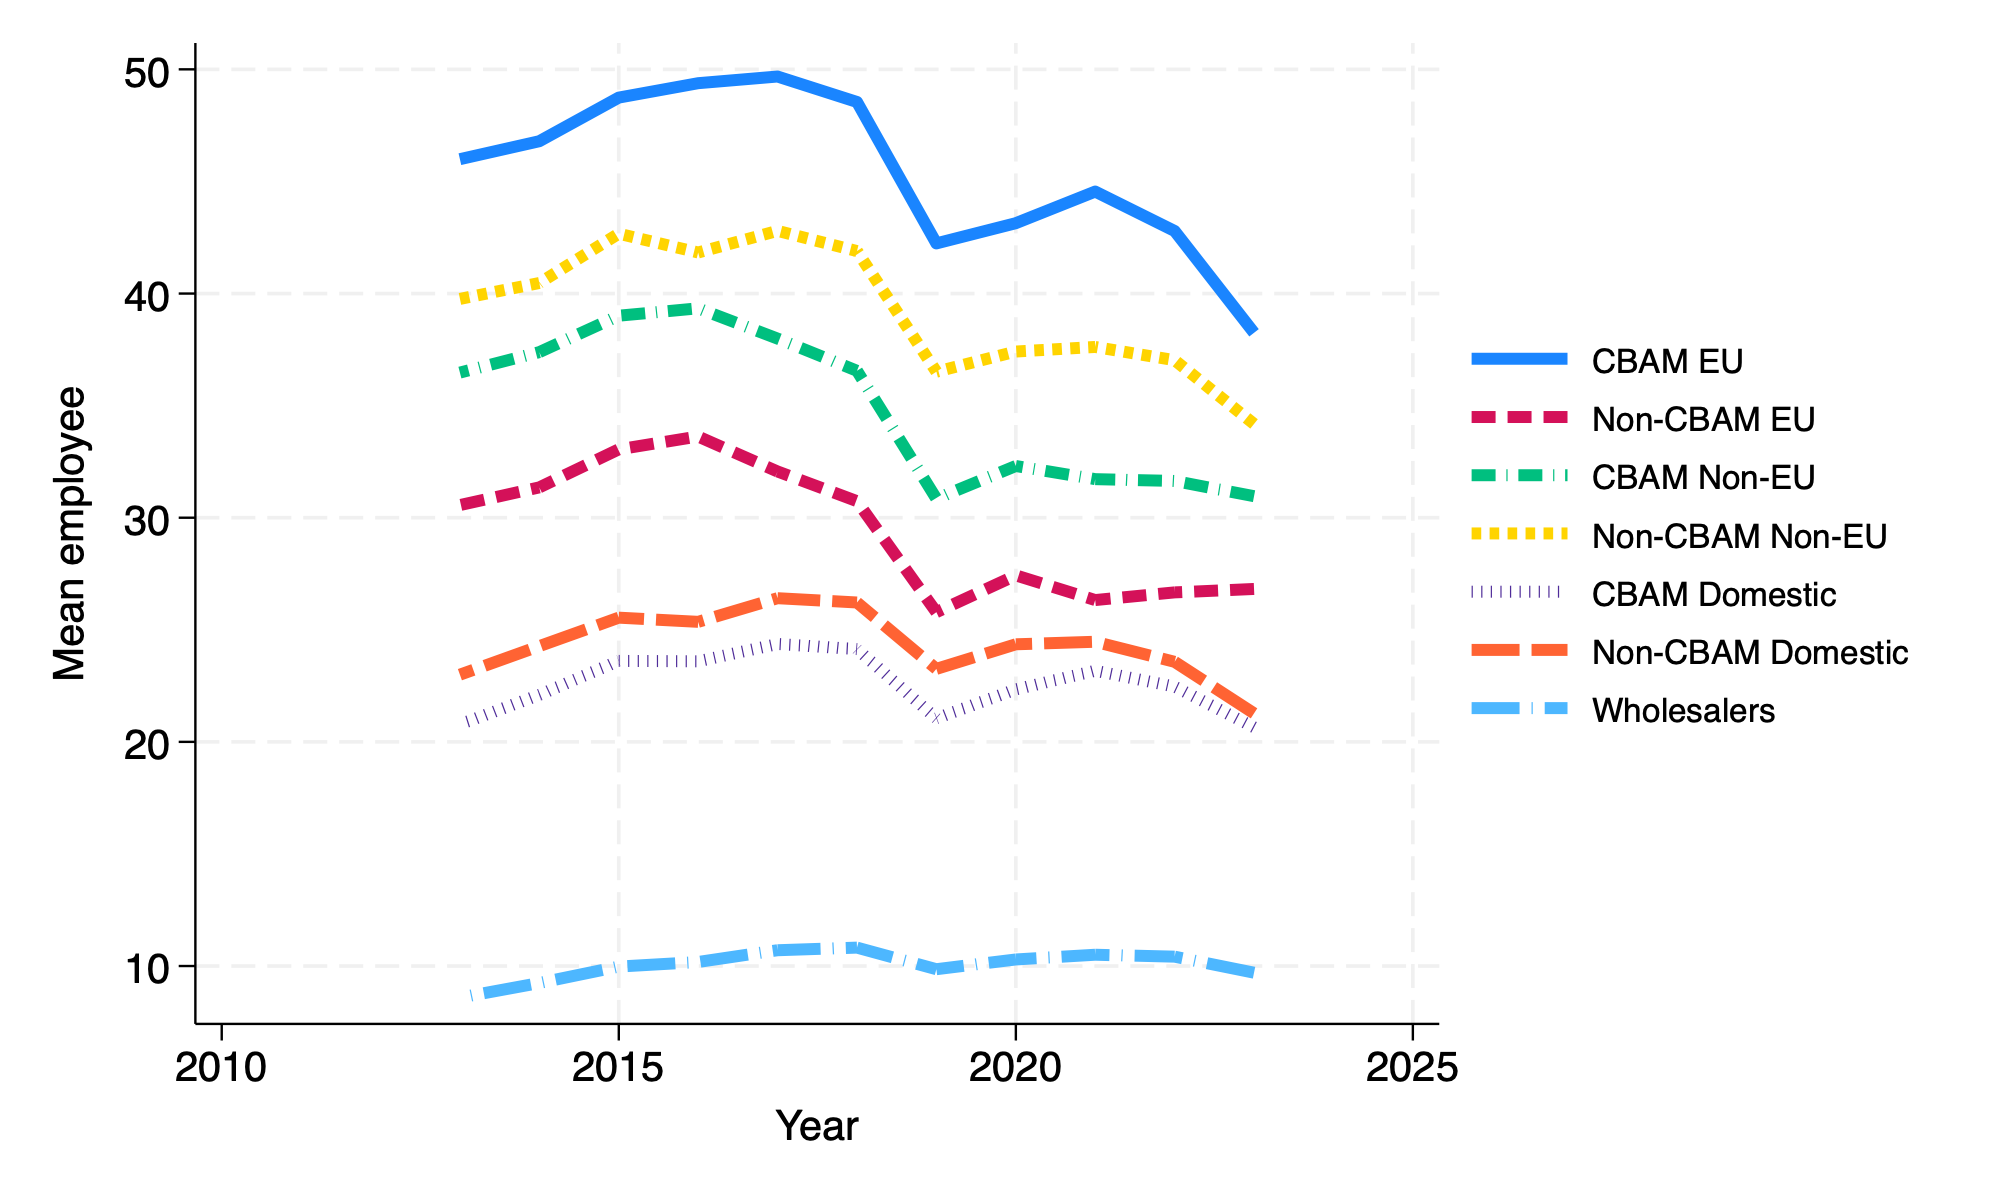 50
40
30
20
10
Mean employee
2010 2015 2020 2025
Year
CBAM EU
Non-CBAM EU
CBAM Non-EU
Non-CBAM Non-EU
CBAM Domestic
Non-CBAM Domestic
Wholesalers